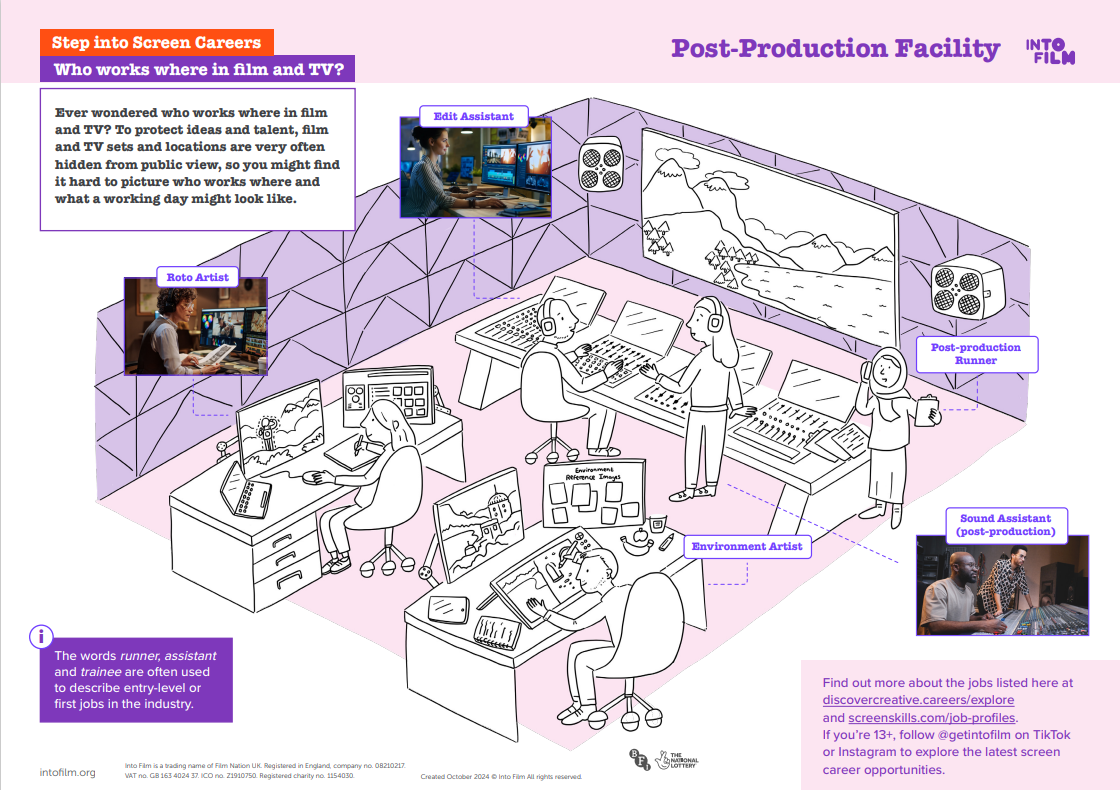 Step into Screen Careers
Who works where in film and TV?
Post-Production Facility
INTO
FILM
Ever wondered who works where in film
and TV? To protect ideas and talent, film
and TV sets and locations are very often
hidden from public view, so you might find
it hard to picture who works where and
what a working day might look like.
Edit Assistant
Roto Artist
Post-production
Runner
Environment
Reference Images
Environment Artist
Sound Assistant
(post-production)
i
The words runner, assistant
and trainee are often used
to describe entry-level or
first jobs in the industry.
Find out more about the jobs listed here at
discovercreative.careers/explore
and screenskills.com/job-profiles.
If you're 13+, follow @getintofilm on TikTok
or Instagram to explore the latest screen
career opportunities.
intofilm.org
Into Film is a trading name of Film Nation UK. Registered in England, company no. 08210217.
VAT no. GB 163 4024 37. ICO no. 21910750. Registered charity no. 1154030.
Created October 2024 © Into Film All rights reserved.
BFI
THE
NATIONAL
LOTTERY